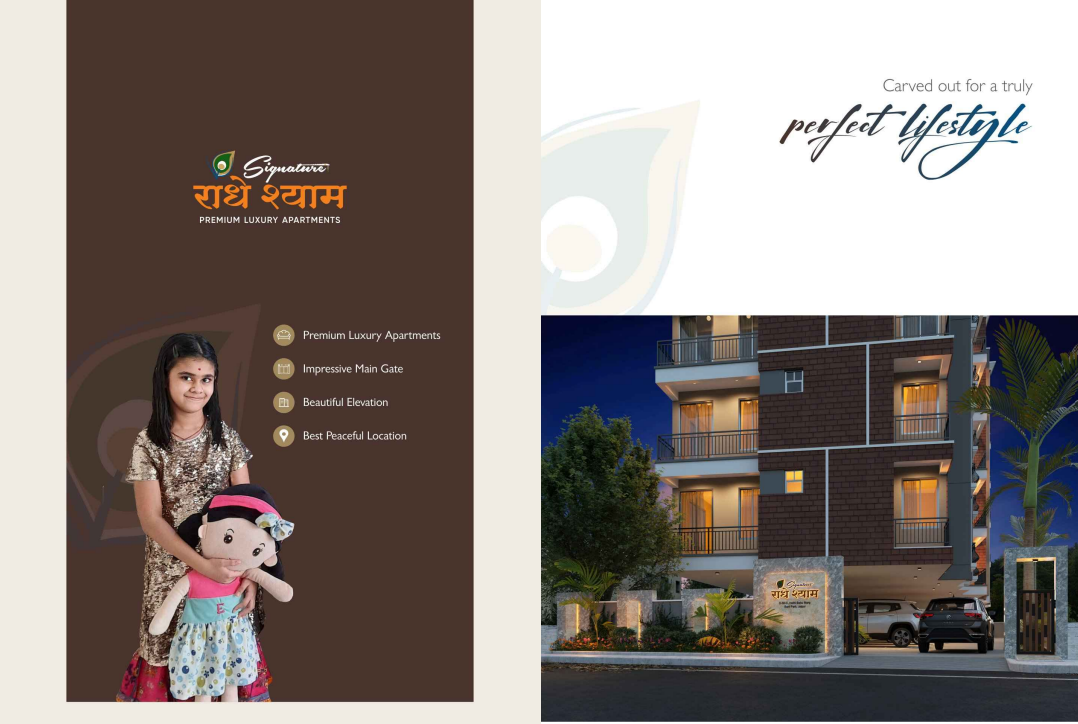 Signature
राधे श्याम
PREMIUM LUXURY APARTMENTS
Premium Luxury Apartments
Impressive Main Gate
Beautiful Elevation
Best Peaceful Location
E
Carved out for a truly
perfect lifestyle
Signature
राधे श्याम